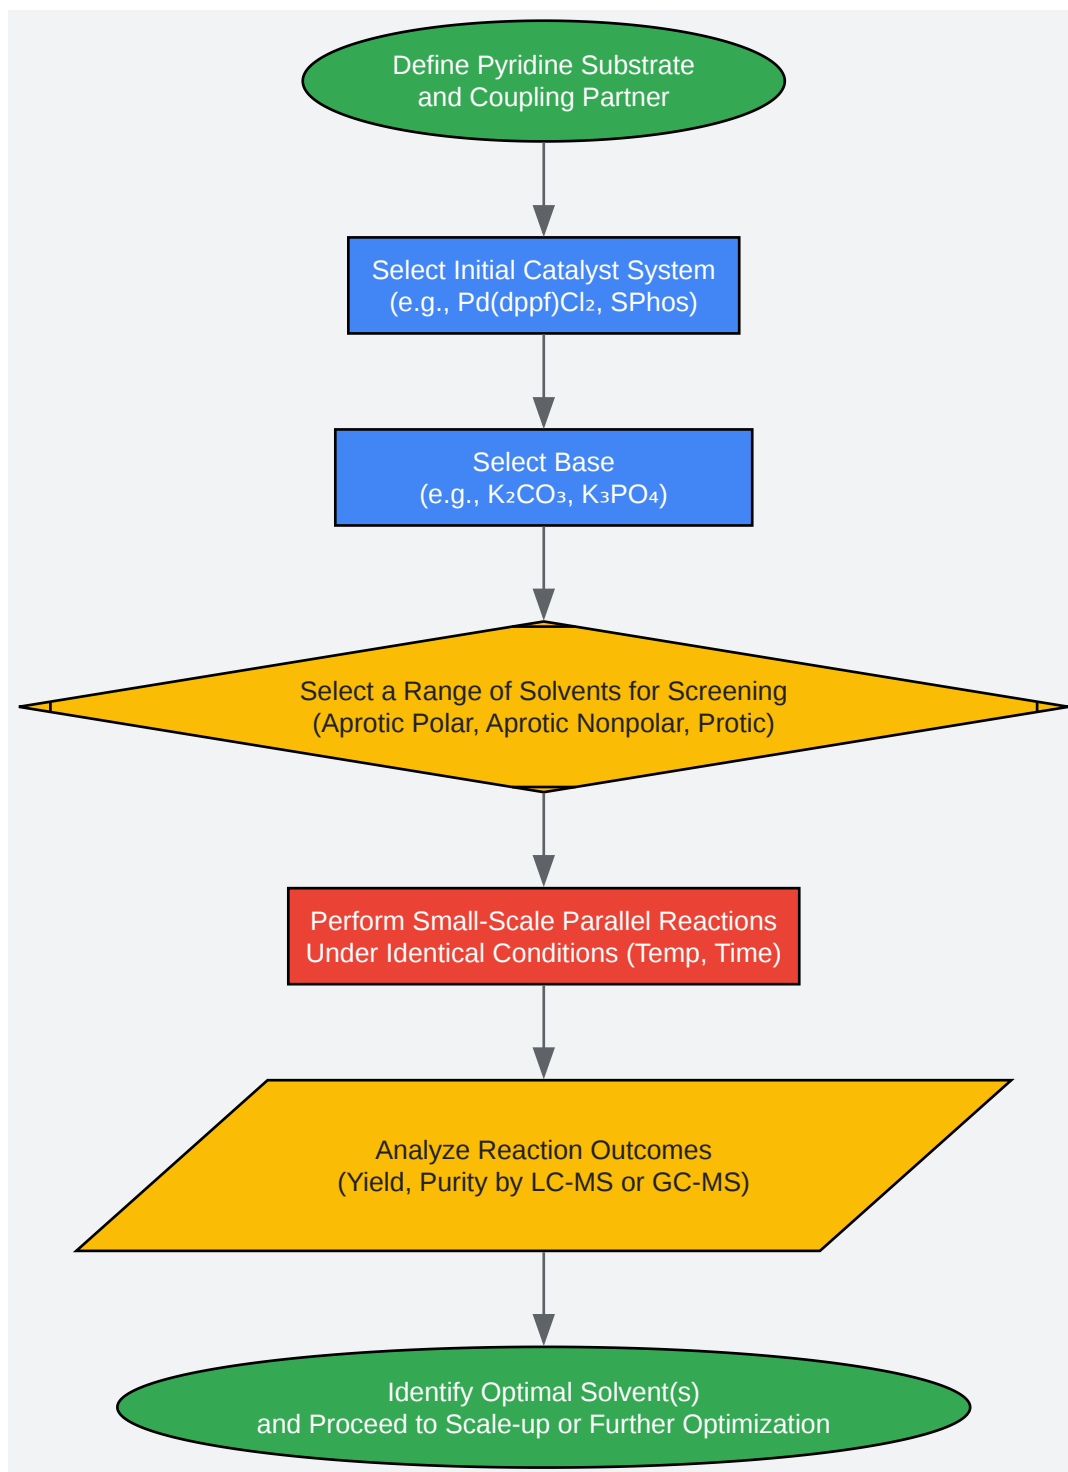 Define Pyridine Substrate
and Coupling Partner
Select Initial Catalyst System
(e.g., Pd(dppf)Cl₂, SPhos)
Select Base
(e.g., K₂CO₃, K₃PO₄)
Select a Range of Solvents for Screening
(Aprotic Polar, Aprotic Nonpolar, Protic)
Perform Small-Scale Parallel Reactions
Under Identical Conditions (Temp, Time)
Analyze Reaction Outcomes
(Yield, Purity by LC-MS or GC-MS)
Identify Optimal Solvent(s)
and Proceed to Scale-up or Further Optimization